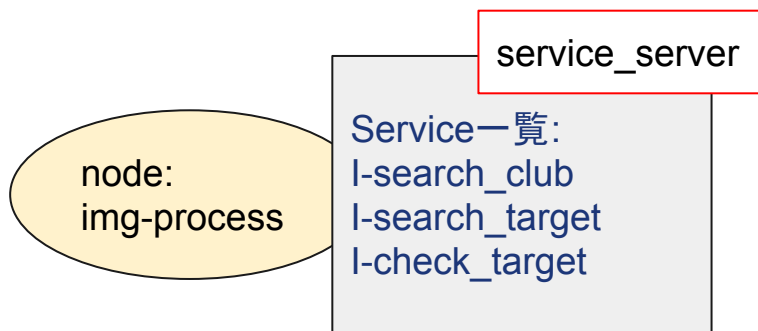 service_server
Service一覧:
I-search_club
I-search_target
I-check_target
node:
img-process